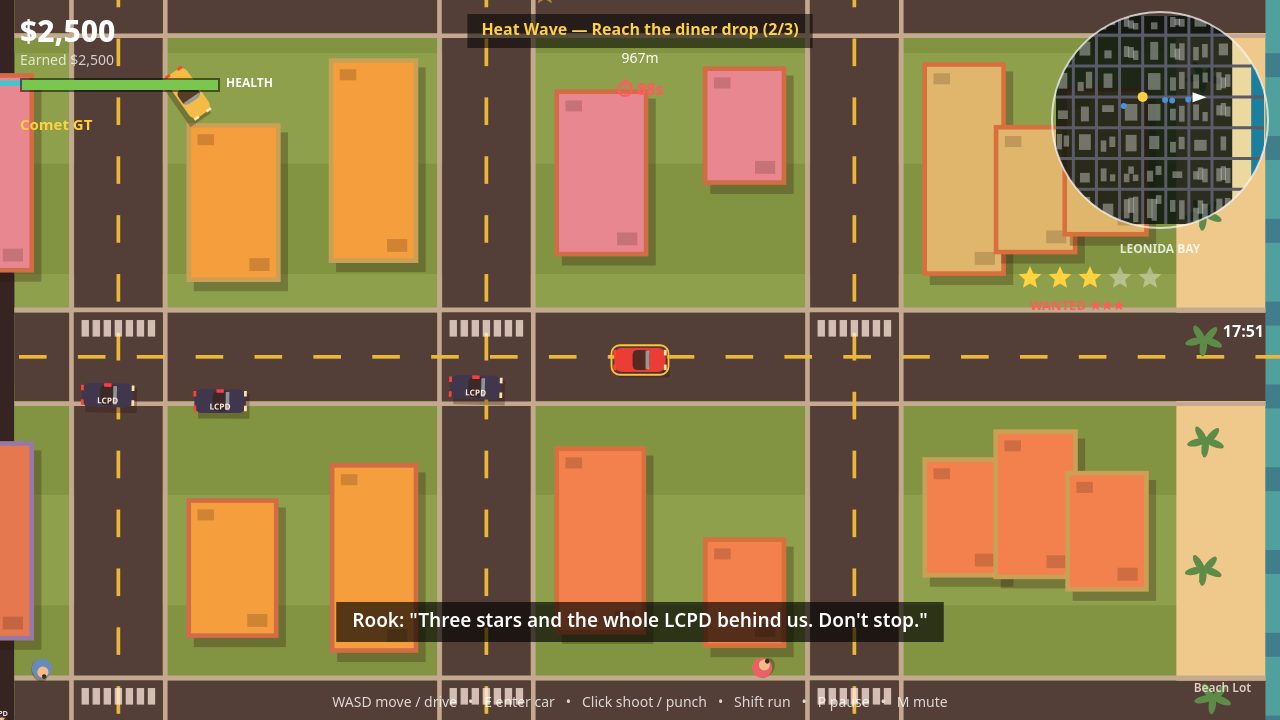 $2,500
Earned $2,500
HEALTH
Comet GT
Heat Wave — Reach the diner drop (2/3)
967m
88s
LEONIDA BAY
WANTED ★★★
17:51
LCPD
LCPD
LCPD
Rook: "Three stars and the whole LCPD behind us. Don't stop."
WASD move / drive • E enter car • Click shoot / punch • Shift run • P pause • M mute
Beach Lot